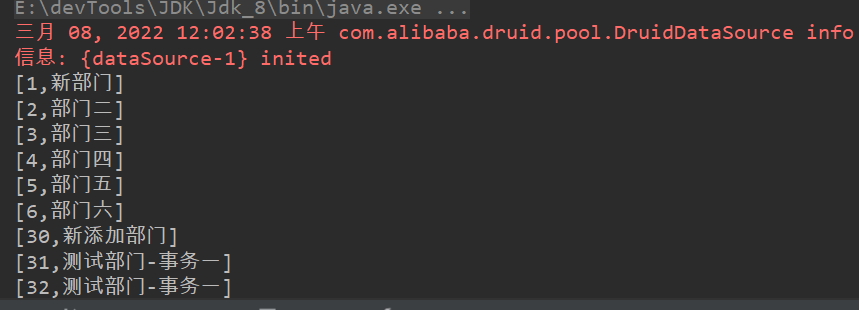 E:\devTools\JDK\Jdk_8\bin\java.exe ...
三月 08, 2022 12:02:38 上午 com.alibaba.druid.pool.DruidDataSource info
信息: {dataSource-1} inited
[1,新部门]
[2,部门二]
[3,部门三]
[4,部门四]
[5,部门五]
[6,部门六]
[30,新添加部门]
[31,测试部门-事务一]
[32,测试部门-事务一]